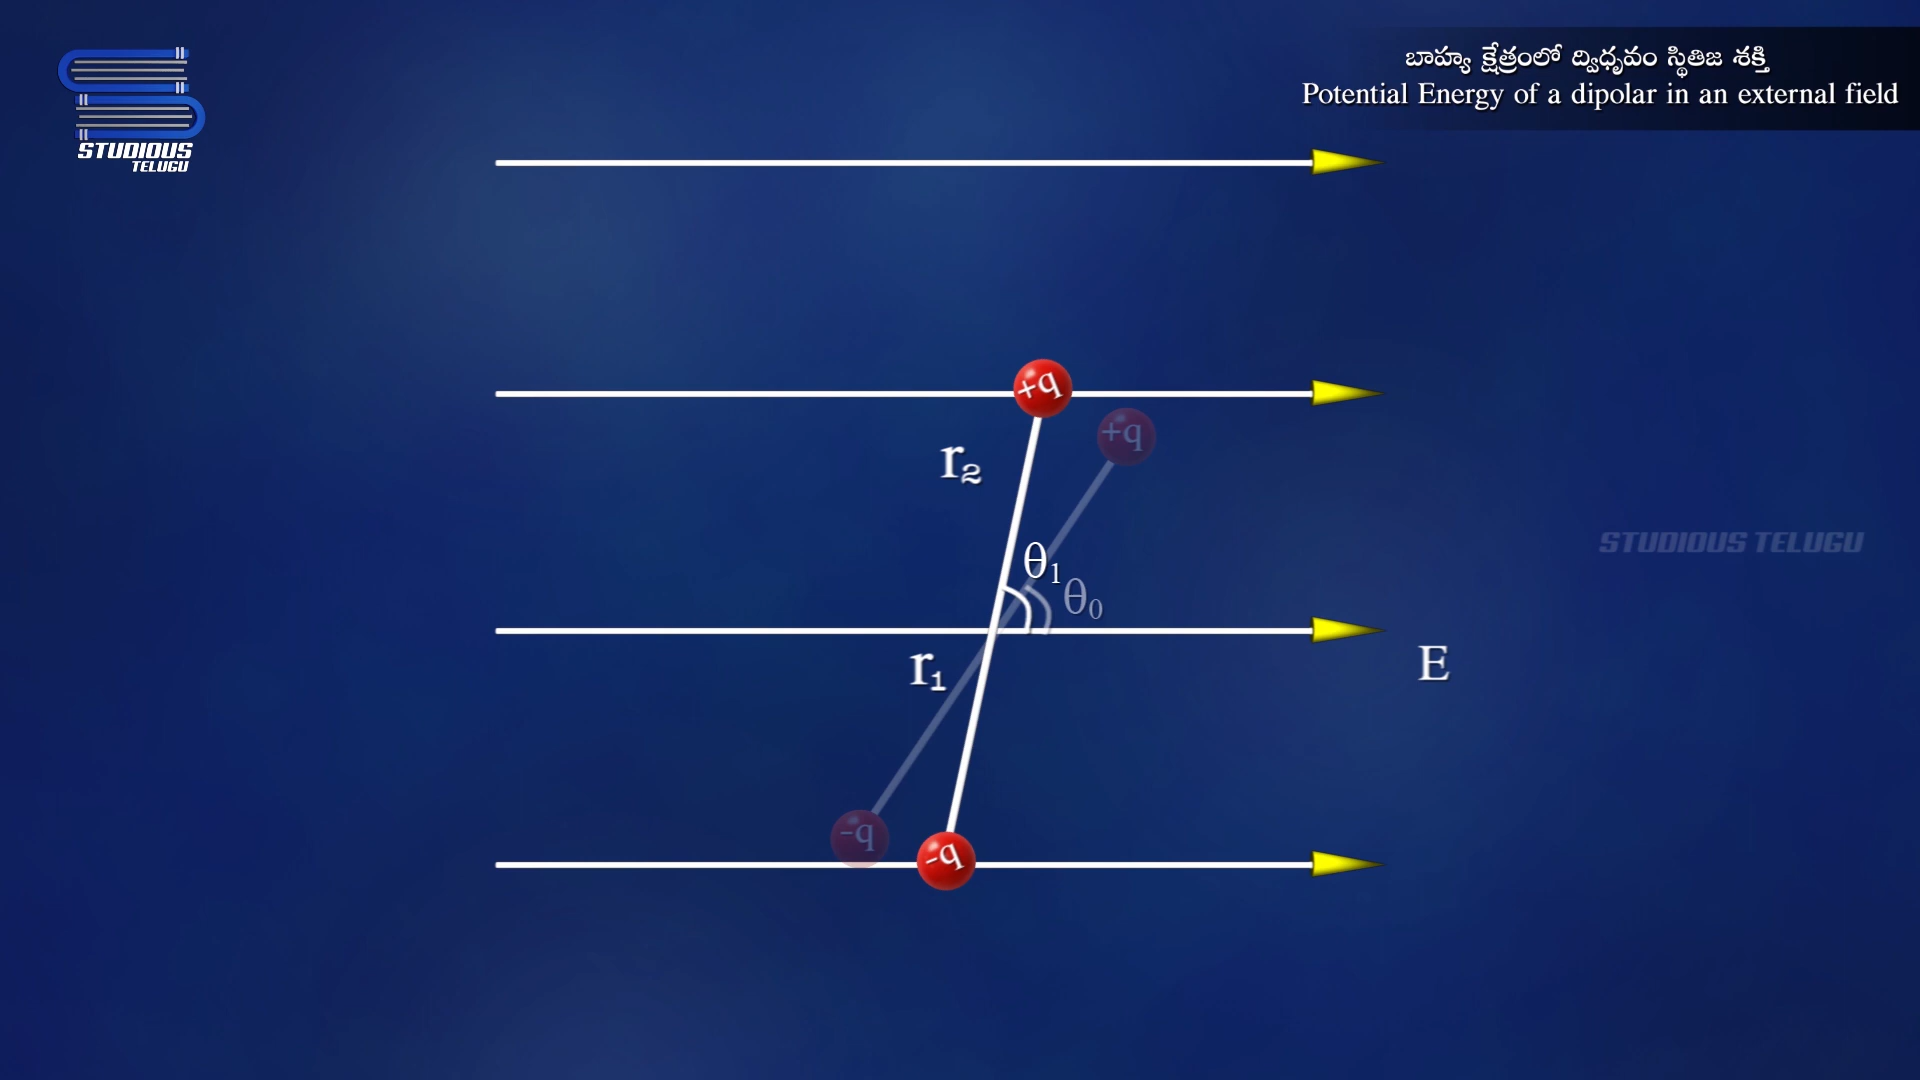 STUDIOUS
TELUGU
బాహ్య క్షేత్రంలో ద్విధృవం స్థితిజ శక్తి
Potential Energy of a dipolar in an external field
+q
+q
r₂
θ₁
θ₀
r₁
E
-q
-q
STUDIOUS TELUGU